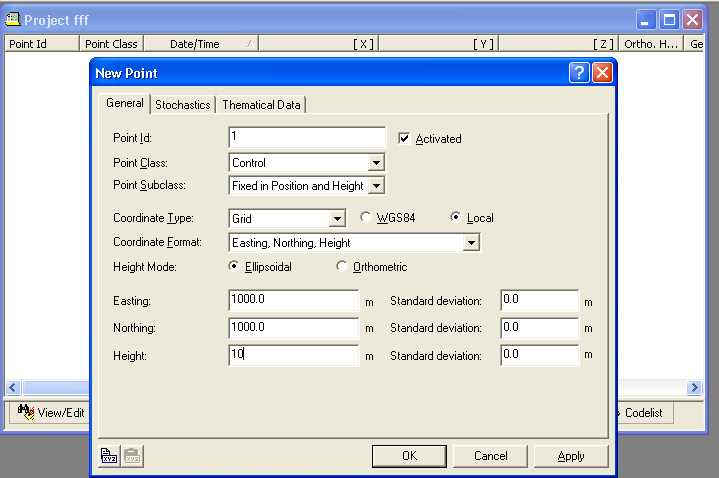 Project fff
Point Id Point Class Date/Time [ X ] [ Y ] [ Z ] Ortho. H... Ge
New Point
General Stochastics Thematical Data
Point Id: 1 Activated
Point Class: Control
Point Subclass: Fixed in Position and Height
Coordinate Type: Grid WGS84 Local
Coordinate Format: Easting, Northing, Height
Height Mode: Ellipsoidal Orthometric
Easting: 1000.0 m Standard deviation: 0.0 m
Northing: 1000.0 m Standard deviation: 0.0 m
Height: 10 m Standard deviation: 0.0 m
View/Edit Codelist
XYZ XYZ OK Cancel Apply